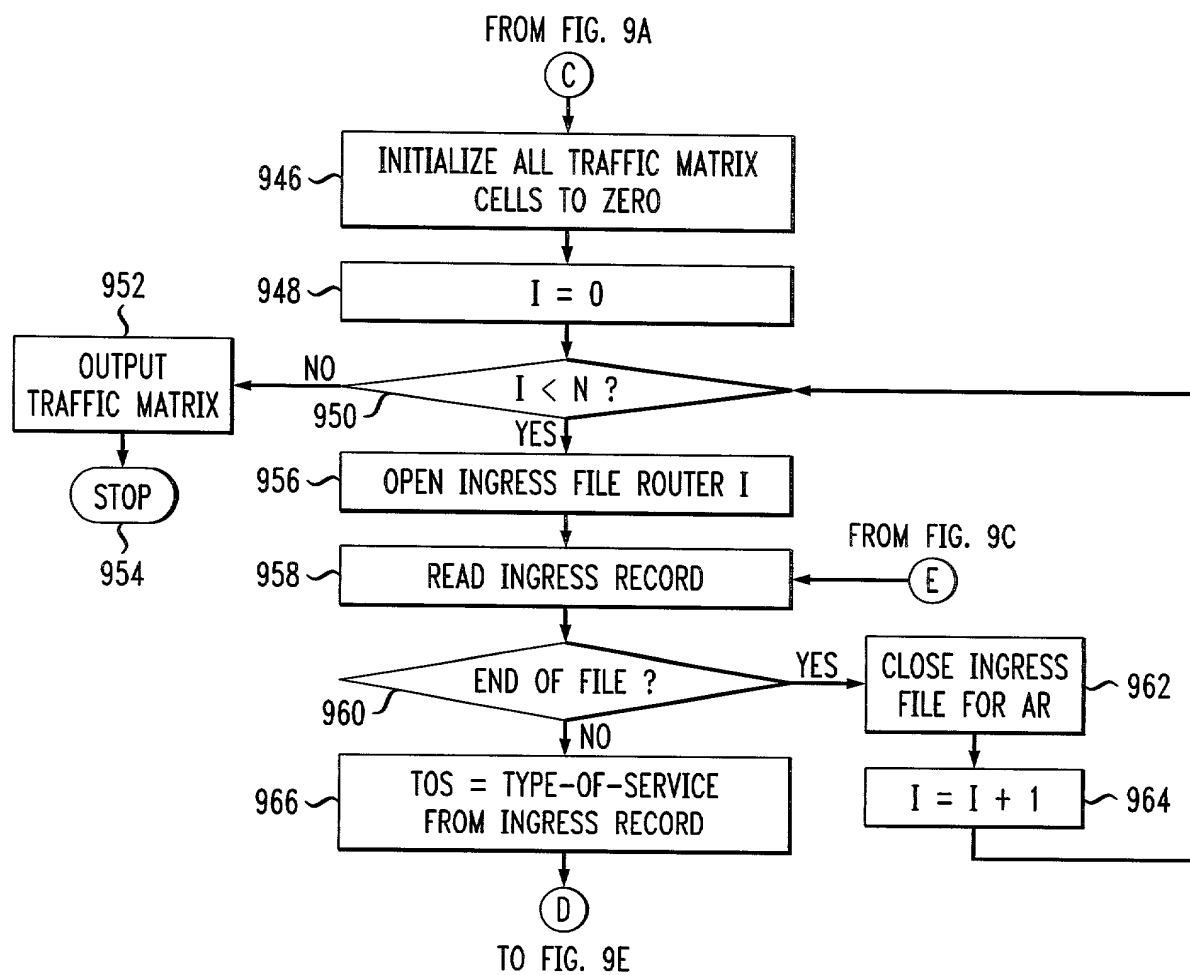 FROM FIG. 9A
C
946
INITIALIZE ALL TRAFFIC MATRIX
CELLS TO ZERO
948
I = 0
952
OUTPUT
TRAFFIC MATRIX
NO
I < N ?
950
YES
STOP
954
956
OPEN INGRESS FILE ROUTER I
FROM FIG. 9C
958
READ INGRESS RECORD
E
END OF FILE ?
960
YES
CLOSE INGRESS
FILE FOR AR
962
NO
966
TOS = TYPE-OF-SERVICE
FROM INGRESS RECORD
I = I + 1
964
D
TO FIG. 9E